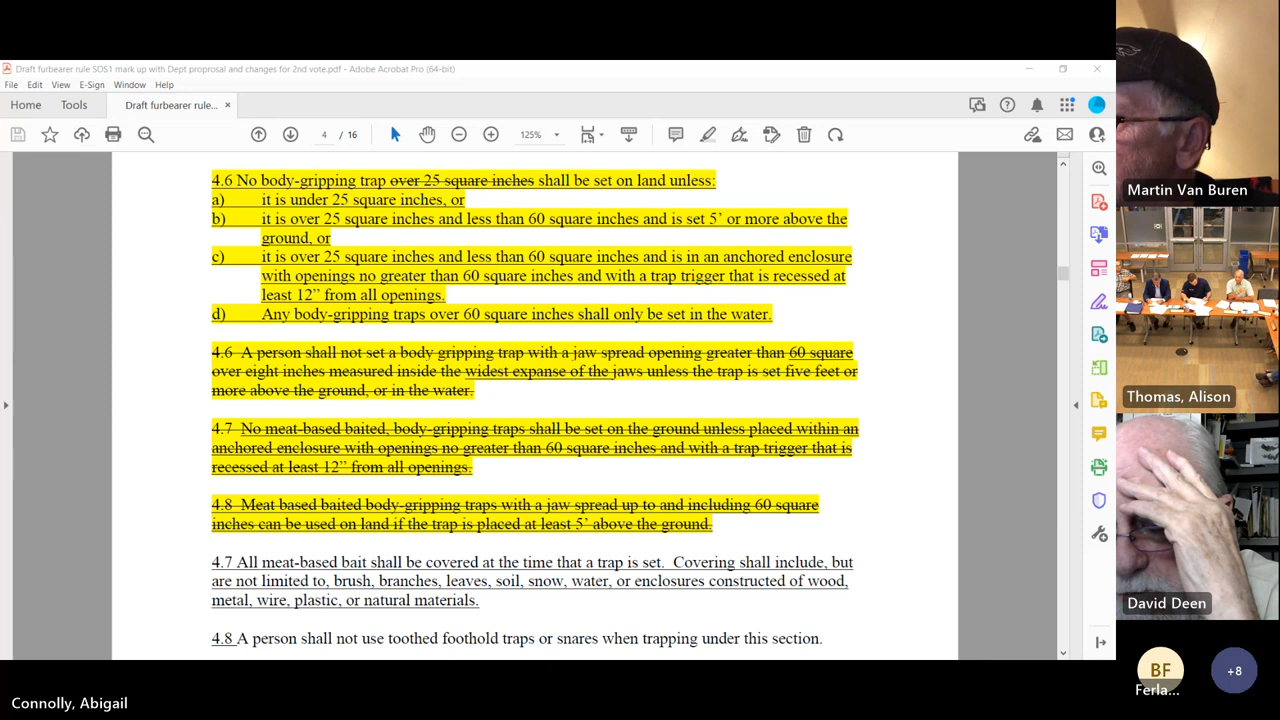 Draft furbearer rule SOS1 mark up with Dept proprosal and changes for 2nd vote.pdf - Adobe Acrobat Pro (64-bit)
File Edit View E-Sign Window Help
Home Tools Draft furbearer rule... ×
4 / 16 125%
4.6 No body-gripping trap over 25 square inches shall be set on land unless:
a) it is under 25 square inches, or
b) it is over 25 square inches and less than 60 square inches and is set 5’ or more above the
ground, or
c) it is over 25 square inches and less than 60 square inches and is in an anchored enclosure
with openings no greater than 60 square inches and with a trap trigger that is recessed at
least 12” from all openings.
d) Any body-gripping traps over 60 square inches shall only be set in the water.
4.6 A person shall not set a body gripping trap with a jaw spread opening greater than 60 square
over eight inches measured inside the widest expanse of the jaws unless the trap is set five feet or
more above the ground, or in the water.
4.7 No meat-based baited, body-gripping traps shall be set on the ground unless placed within an
anchored enclosure with openings no greater than 60 square inches and with a trap trigger that is
recessed at least 12” from all openings.
4.8 Meat based baited body-gripping traps with a jaw spread up to and including 60 square
inches can be used on land if the trap is placed at least 5’ above the ground.
4.7 All meat-based bait shall be covered at the time that a trap is set. Covering shall include, but
are not limited to, brush, branches, leaves, soil, snow, water, or enclosures constructed of wood,
metal, wire, plastic, or natural materials.
4.8 A person shall not use toothed foothold traps or snares when trapping under this section.
Martin Van Buren
Thomas, Alison
David Deen
BF
+8
Ferla...
Connolly, Abigail